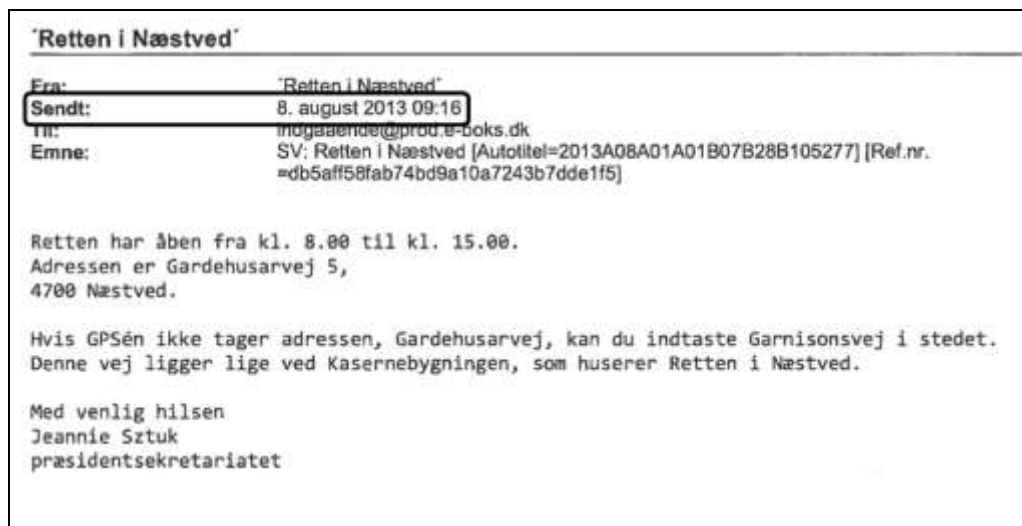 ´Retten i Næstved´
Fra: ´Retten i Næstved´
Sendt: 8. august 2013 09:16
Til: indgaaende@prod.e-boks.dk
Emne: SV: Retten i Næstved [Autotitel=2013A08A01A01B07B28B105277] [Ref.nr.
=db5aff58fab74bd9a10a7243b7dde1f5]
Retten har åben fra kl. 8.00 til kl. 15.00.
Adressen er Gardehusarvej 5,
4700 Næstved.
Hvis GPSén ikke tager adressen, Gardehusarvej, kan du indtaste Garnisonsvej i stedet.
Denne vej ligger lige ved Kasernebygningen, som huserer Retten i Næstved.
Med venlig hilsen
Jeannie Sztuk
præsidentsekretariatet